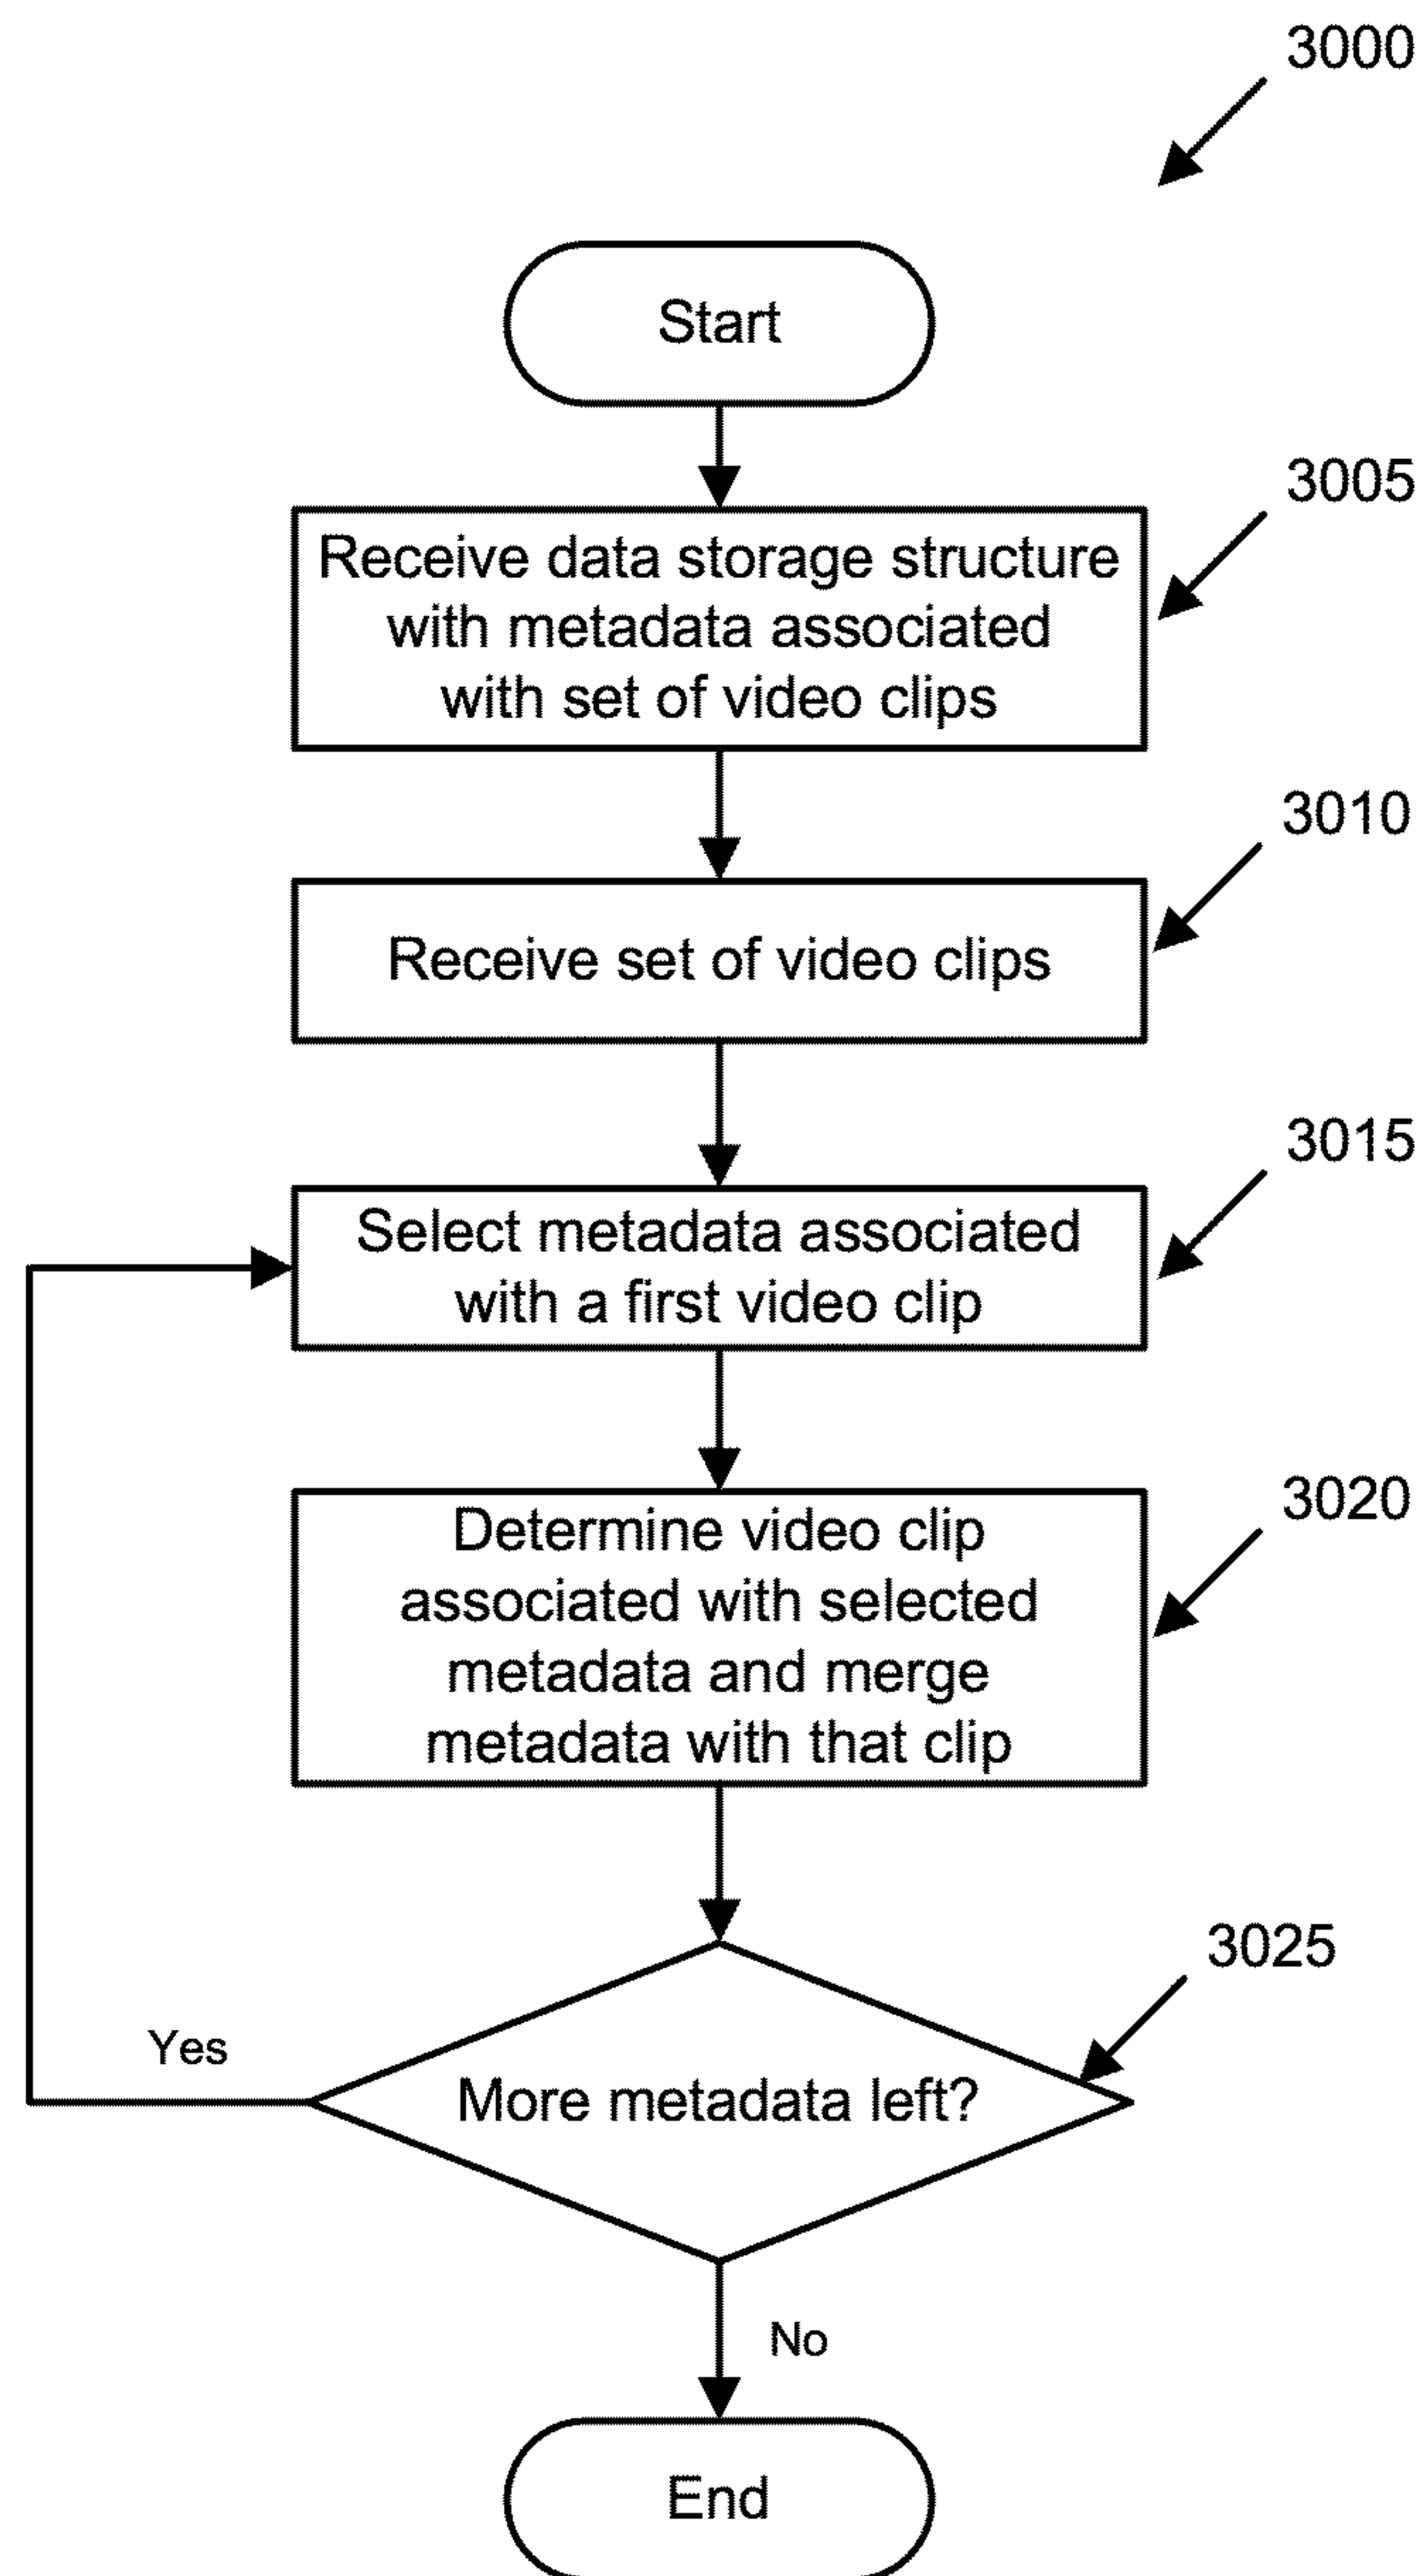 3000
Start
3005
Receive data storage structure
with metadata associated
with set of video clips
3010
Receive set of video clips
3015
Select metadata associated
with a first video clip
3020
Determine video clip
associated with selected
metadata and merge
metadata with that clip
3025
Yes
More metadata left?
No
End